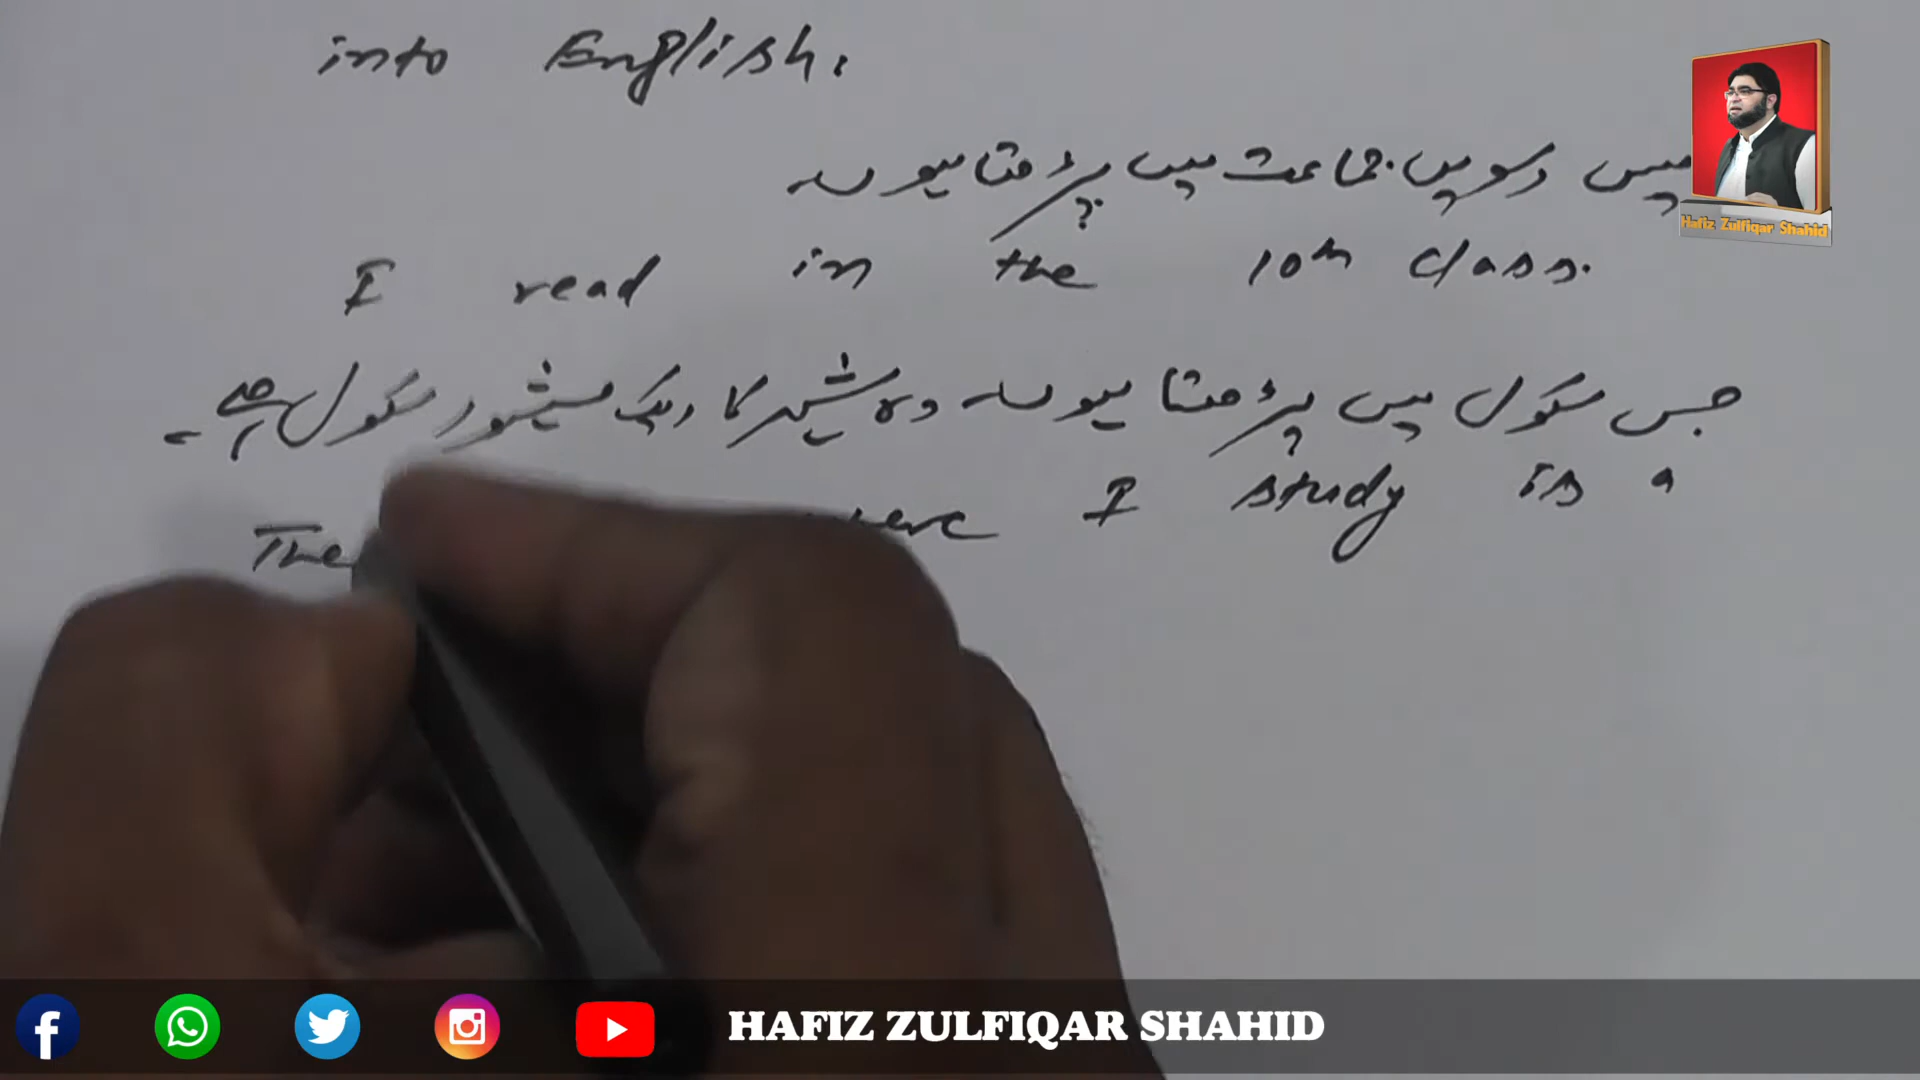 into English.
میں دسویں جماعت میں پڑھتا ہوں
I read in the 10th class.
جس سکول میں پڑھتا ہوں وہ شہر کا ایک مشہور سکول ہے۔
The I study is a
Hafiz Zulfiqar Shahid
HAFIZ ZULFIQAR SHAHID